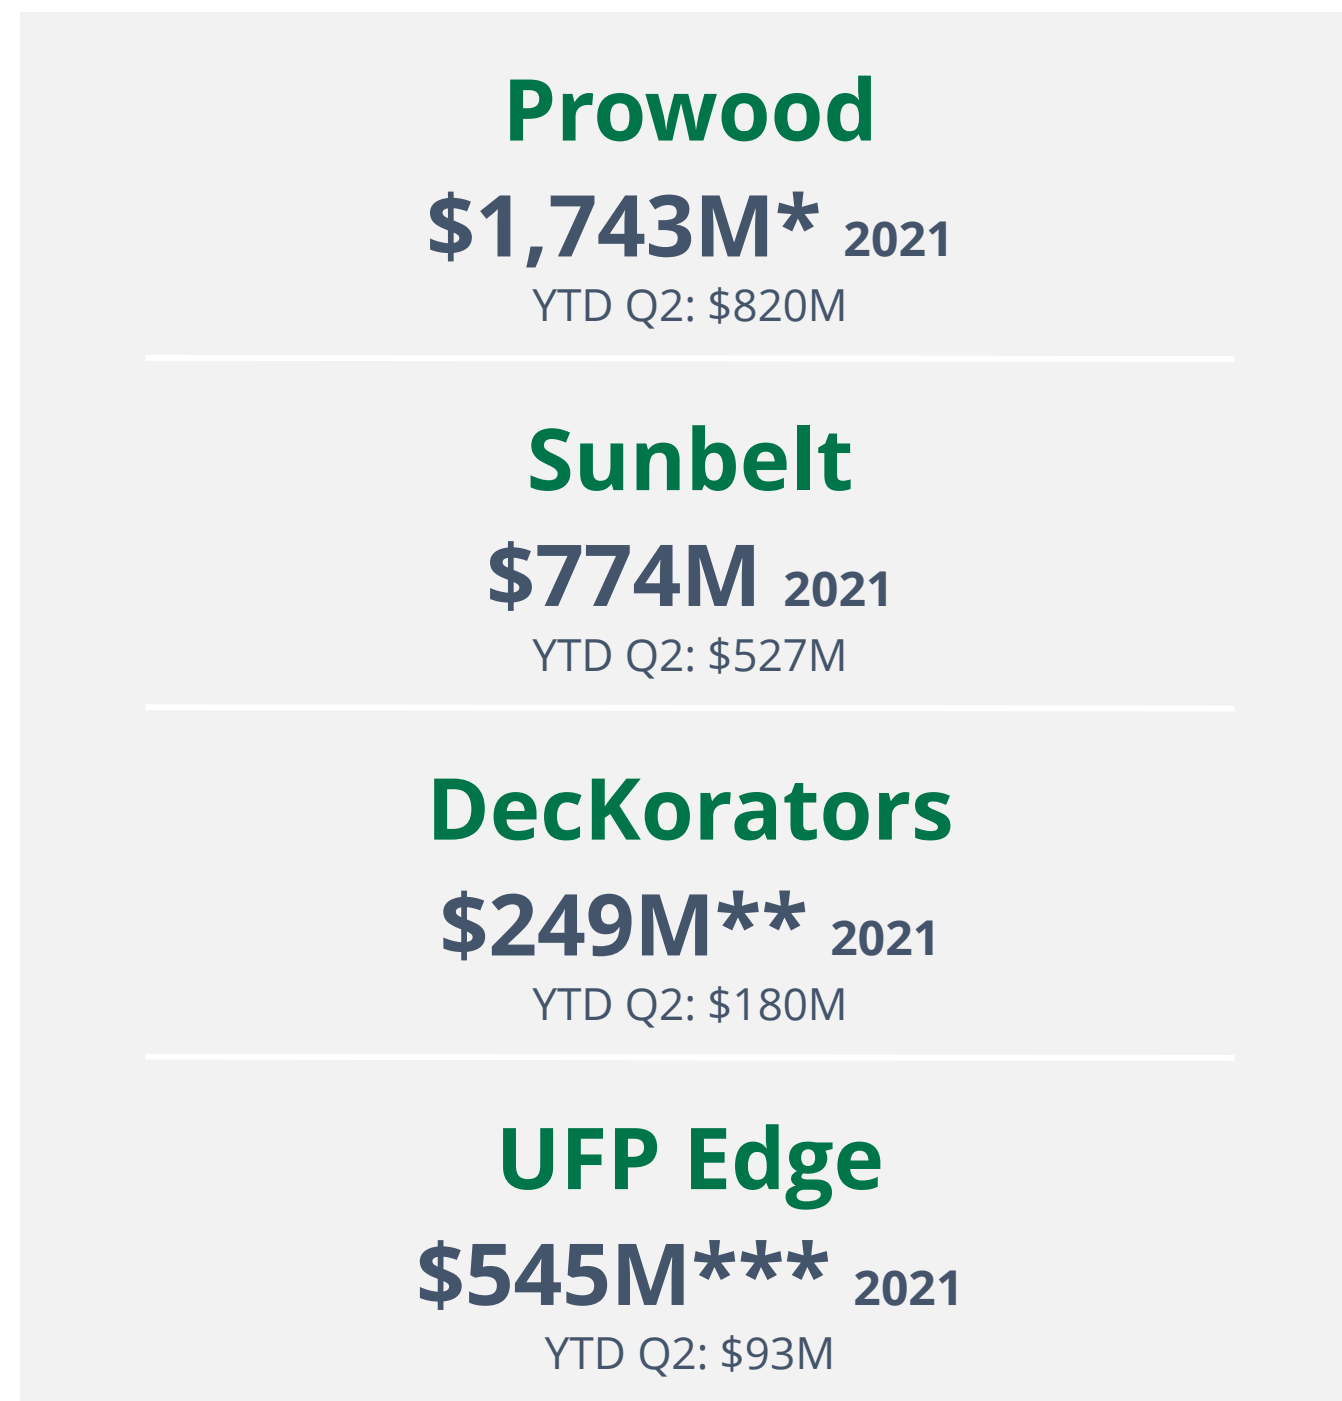 Prowood
$1,743M* 2021
YTD Q2: $820M
Sunbelt
$774M 2021
YTD Q2: $527M
DecKorators
$249M** 2021
YTD Q2: $180M
UFP Edge
$545M*** 2021
YTD Q2: $93M